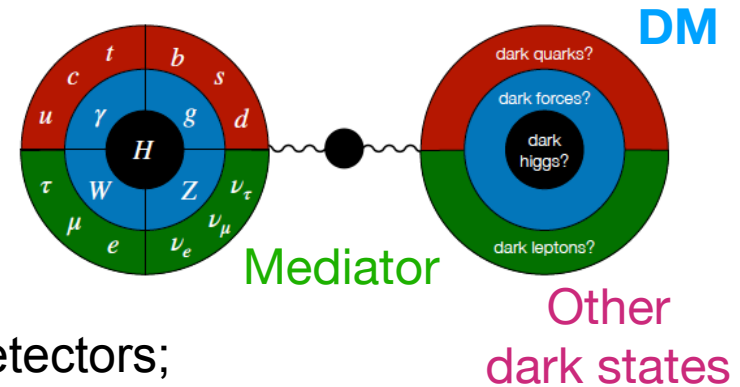 DM
t b
c s
u γ g d
H
τ W Z ν_τ
μ ν_μ
e ν_e
dark quarks?
dark forces?
dark
higgs?
dark leptons?
Mediator
Other
dark states
etectors;